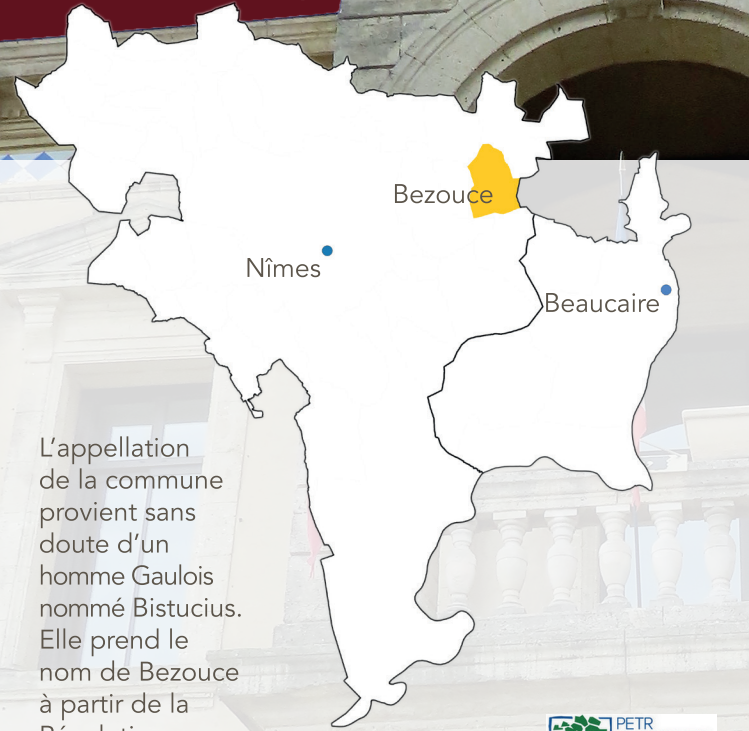 Bezouce
Nîmes
Beaucaire
L'appellation
de la commune
provient sans
doute d'un
homme Gaulois
nommé Bistucius.
Elle prend le
nom de Bezouce
à partir de la
PETR